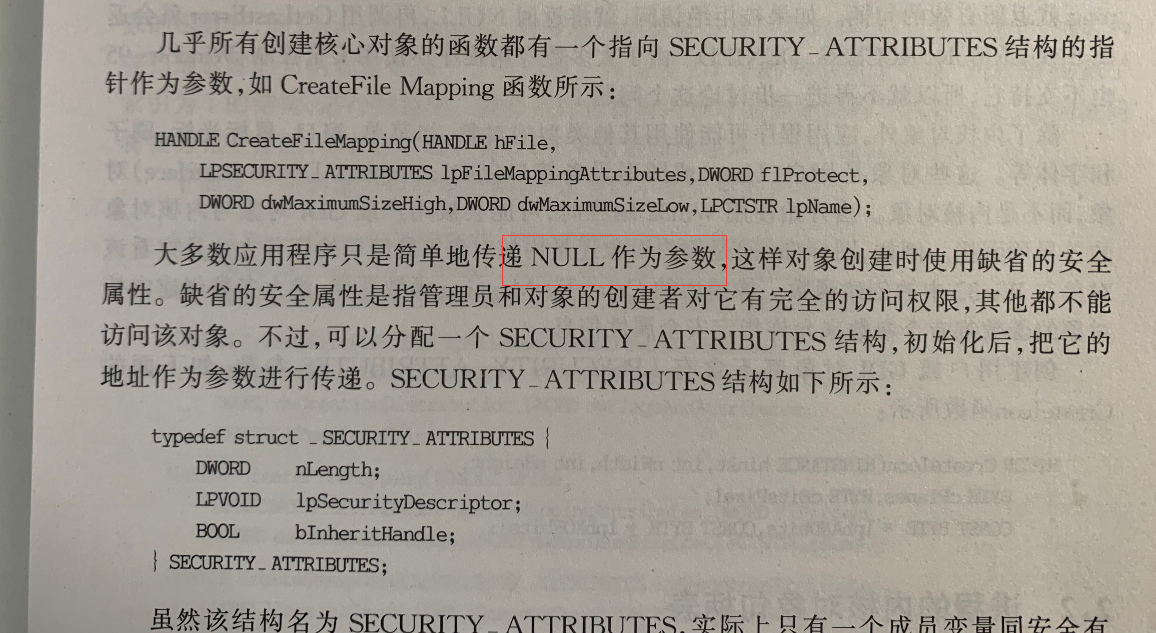 几乎所有创建核心对象的函数都有一个指向 SECURITY_ATTRIBUTES 结构的指
针作为参数,如 CreateFile Mapping 函数所示:
HANDLE CreateFileMapping(HANDLE hFile,
LPSECURITY_ATTRIBUTES lpFileMappingAttributes,DWORD flProtect,
DWORD dwMaximumSizeHigh,DWORD dwMaximumSizeLow,LPCTSTR lpName);
大多数应用程序只是简单地传递 NULL 作为参数,这样对象创建时使用缺省的安全
属性。缺省的安全属性是指管理员和对象的创建者对它有完全的访问权限,其他都不能
访问该对象。不过,可以分配一个 SECURITY_ATTRIBUTES 结构,初始化后,把它的
地址作为参数进行传递。SECURITY_ATTRIBUTES 结构如下所示:
typedef struct _SECURITY_ATTRIBUTES {
DWORD nLength;
LPVOID lpSecurityDescriptor;
BOOL bInheritHandle;
} SECURITY_ATTRIBUTES;
虽然该结构名为 SECURITY_ATTRIBUTES,实际上只有一个成员变量同安全有